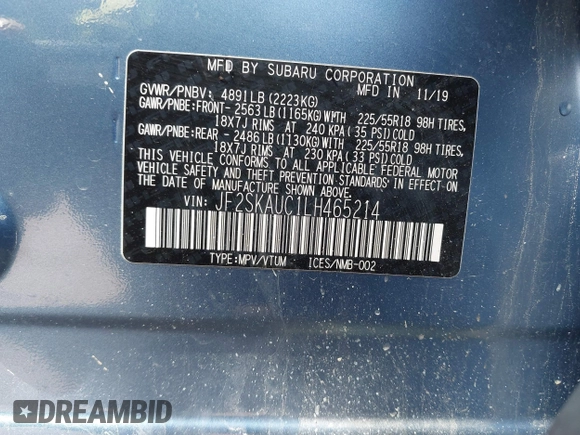 MFD BY SUBARU CORPORATION
MFD IN 11/19
GVWR/PNBV: 4891LB (2223KG)
GAWR/PNBE:FRONT- 2563LB (1165KG)WITH 225/55R18 98H TIRES,
18X7J RIMS AT 240 KPA( 35 PSI)COLD
GAWR/PNBE:REAR - 2486LB (1130KG)WITH 225/55R18 98H TIRES,
18X7J RIMS AT 230 KPA( 33 PSI)COLD
THIS VEHICLE CONFORMS TO ALL APPLICABLE FEDERAL MOTOR
VEHICLE SAFETY AND THEFT PREVENTION STANDARDS IN EFFECT
ON THE DATE OF MANUFACTURE SHOWN ABOVE.
VIN: JF2SKAUC1LH465214
TYPE:MPV/VTUM ICES/NMB-002
DREAMBID